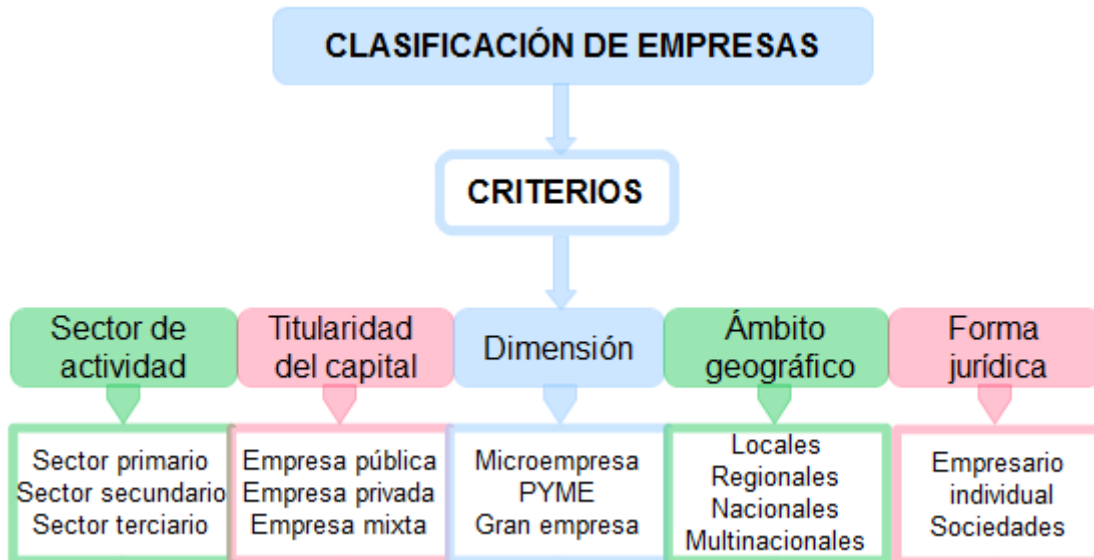 CLASIFICACIÓN DE EMPRESAS
CRITERIOS
Sector de
actividad
Sector primario
Sector secundario
Sector terciario
Titularidad
del capital
Empresa pública
Empresa privada
Empresa mixta
Dimensión
Microempresa
PYME
Gran empresa
Ámbito
geográfico
Locales
Regionales
Nacionales
Multinacionales
Forma
jurídica
Empresario
individual
Sociedades